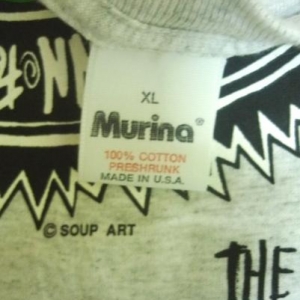 XL
Murina®
100% COTTON
PRESHRUNK
MADE IN U.S.A.
© SOUP ART
THE